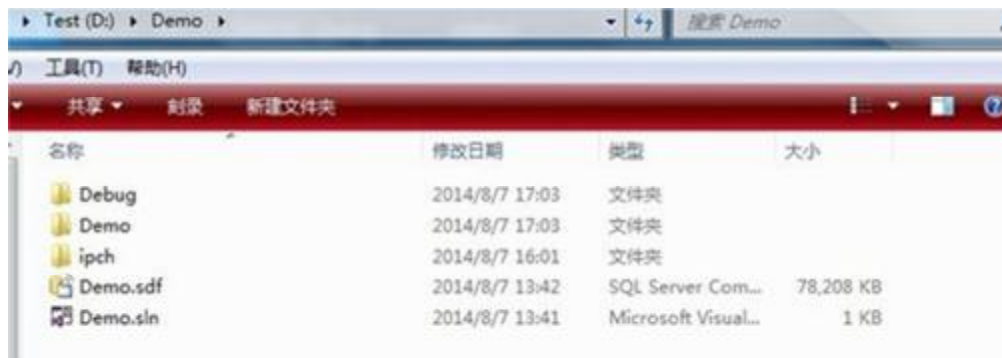 Test (D:) ▸ Demo ▸ 搜索 Demo
工具(T) 帮助(H)
共享 刻录 新建文件夹
名称 修改日期 类型 大小
Debug 2014/8/7 17:03 文件夹
Demo 2014/8/7 17:03 文件夹
ipch 2014/8/7 16:01 文件夹
Demo.sdf 2014/8/7 13:42 SQL Server Com... 78,208 KB
Demo.sln 2014/8/7 13:41 Microsoft Visual... 1 KB